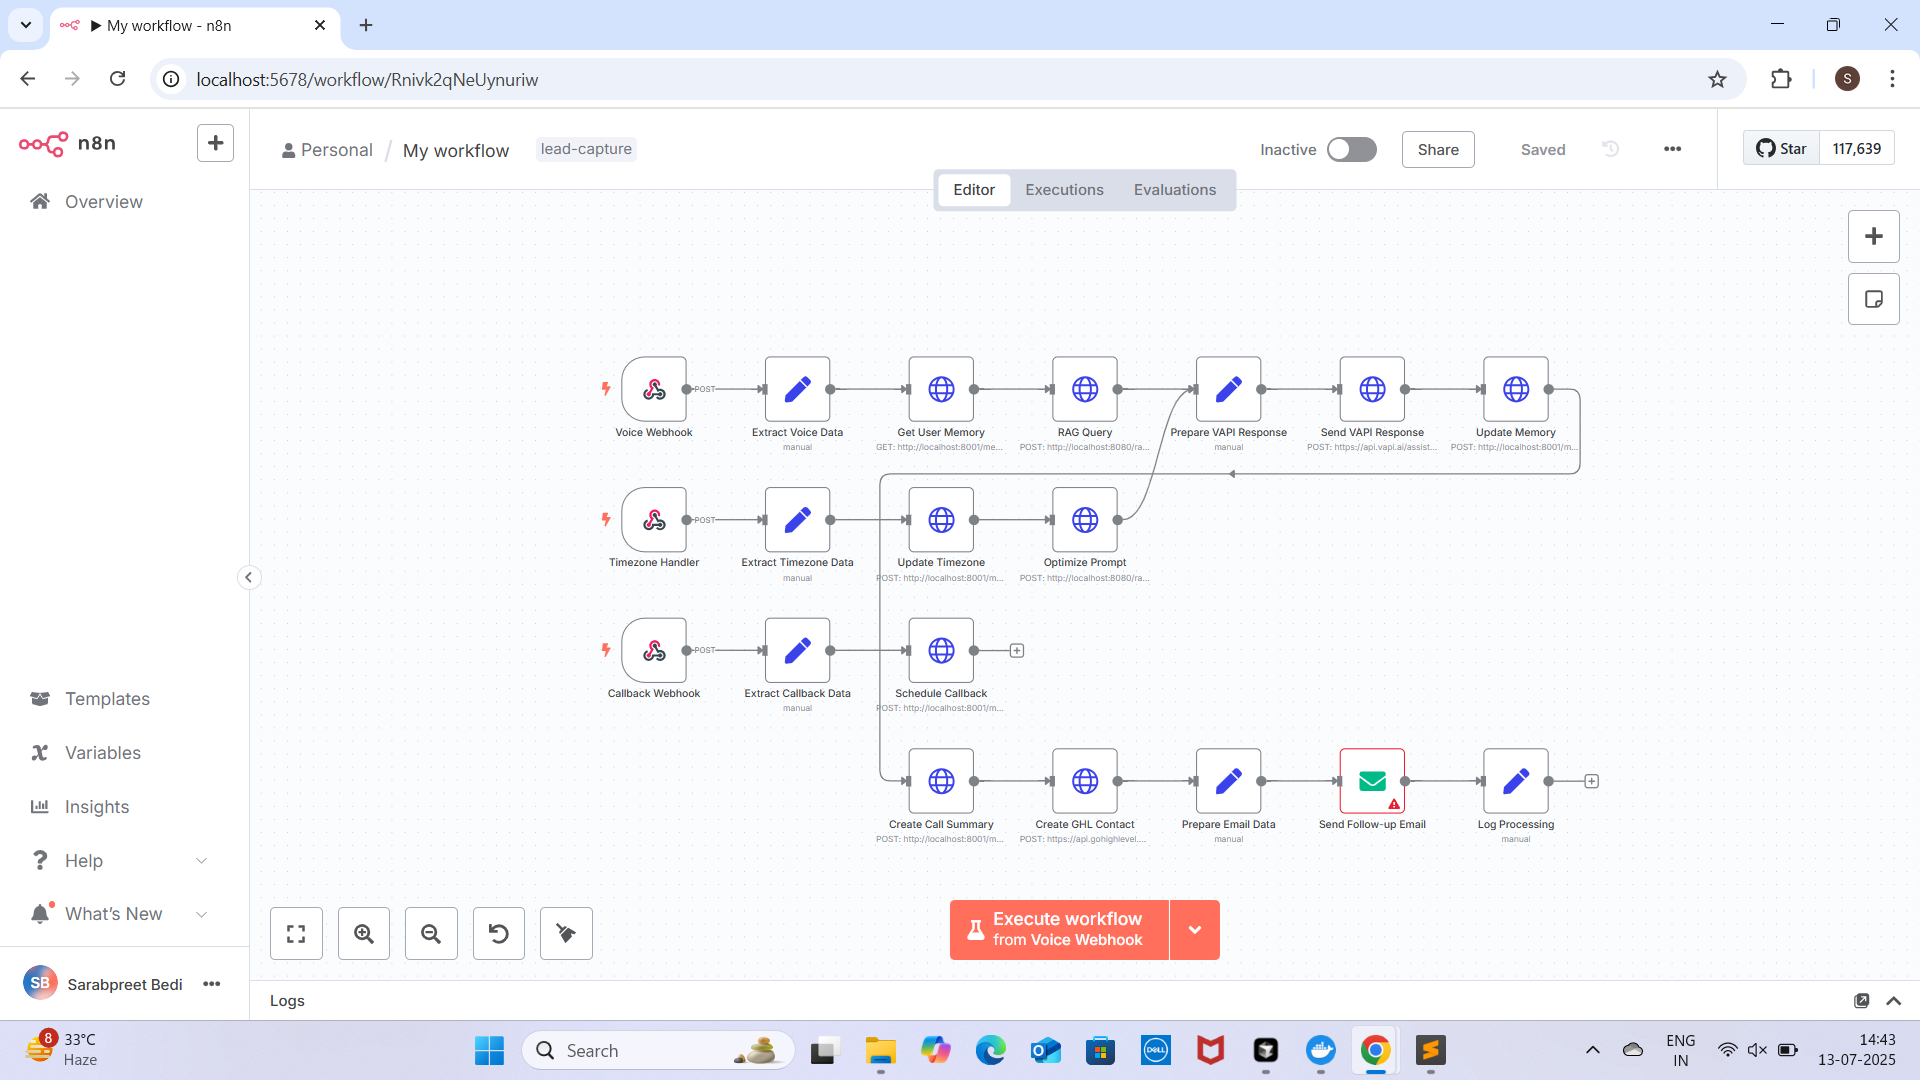 My workflow - n8n
localhost:5678/workflow/Rnivk2qNeUynuriw
S
n8n
Personal / My workflow
lead-capture
Inactive
Share
Saved
Star
117,639
Editor
Executions
Evaluations
Overview
Templates
Variables
Insights
Help
What's New
SB
Sarabpreet Bedi
POST
Voice Webhook
Extract Voice Data
manual
Get User Memory
GET: http://localhost:8001/me...
RAG Query
POST: http://localhost:8080/ra...
Prepare VAPI Response
manual
Send VAPI Response
POST: https://api.vapi.ai/assist...
Update Memory
POST: http://localhost:8001/m...
POST
Timezone Handler
Extract Timezone Data
manual
Update Timezone
POST: http://localhost:8001/m...
Optimize Prompt
POST: http://localhost:8080/ra...
POST
Callback Webhook
Extract Callback Data
manual
Schedule Callback
POST: http://localhost:8001/m...
Create Call Summary
POST: http://localhost:8001/m...
Create GHL Contact
POST: https://api.gohighlevel....
Prepare Email Data
manual
Send Follow-up Email
Log Processing
manual
Execute workflow
from Voice Webhook
Logs
8
33°C
Haze
Search
DELL
ENG
IN
14:43
13-07-2025